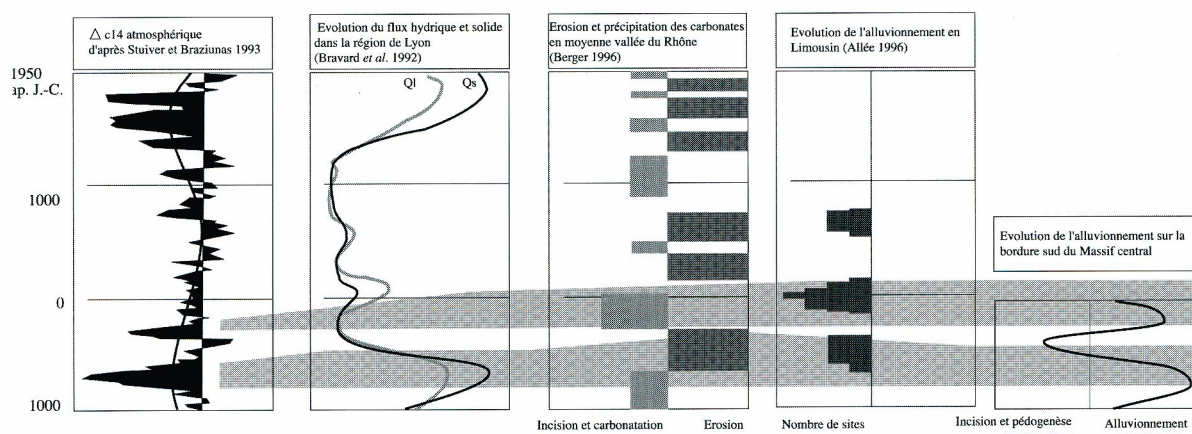 △ c14 atmosphérique
d'après Stuiver et Braziunas 1993
Evolution du flux hydrique et solide
dans la région de Lyon
(Bravard et al. 1992)
Erosion et précipitation des carbonates
en moyenne vallée du Rhône
(Berger 1996)
Evolution de l'alluvionnement en
Limousin (Allée 1996)
Evolution de l'alluvionnement sur la
bordure sud du Massif central
1950
ap. J.-C.
1000
0
1000
Ql
Qs
Incision et carbonatation
Erosion
Nombre de sites
Incision et pédogenèse
Alluvionnement